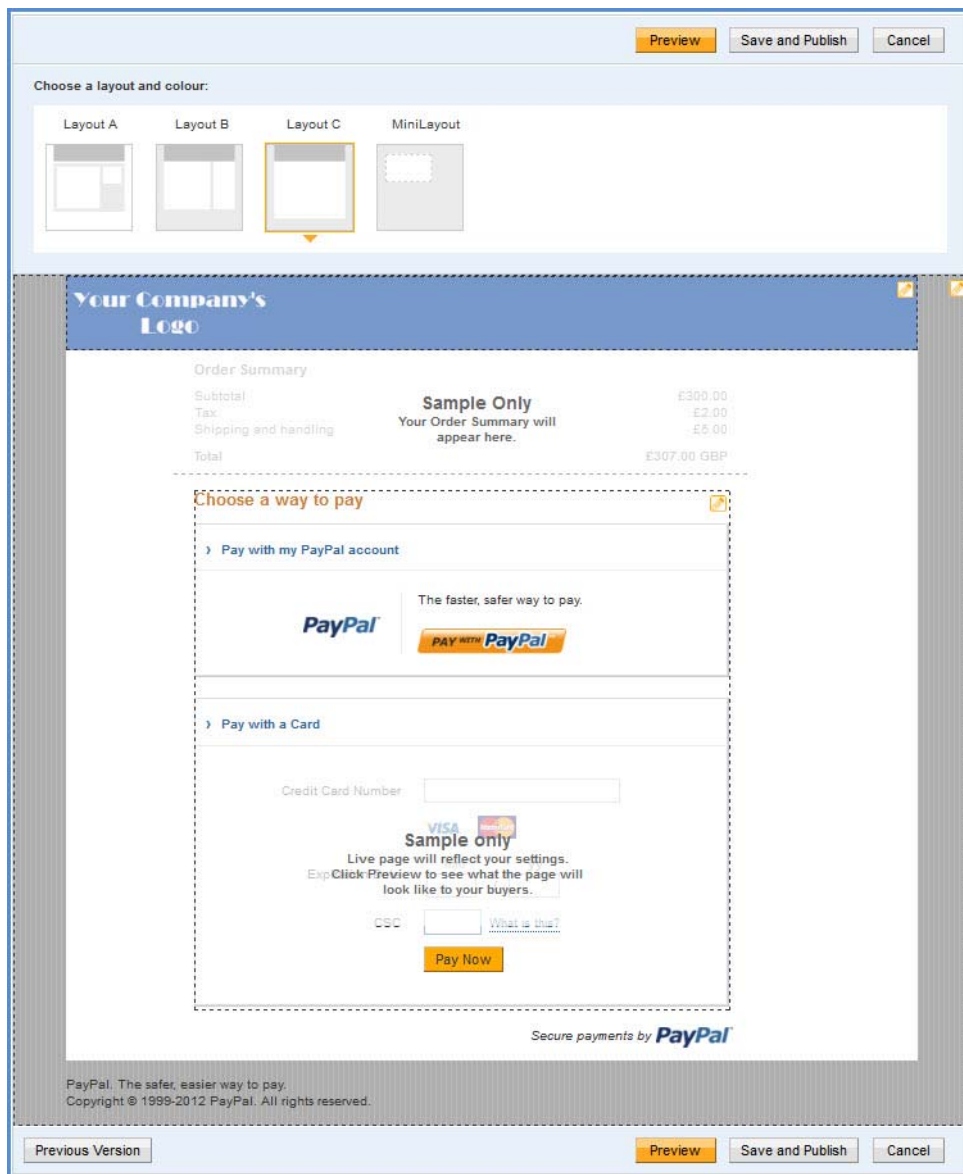 Preview Save and Publish Cancel
Choose a layout and colour:
Layout A Layout B Layout C MiniLayout
Your Company's
Logo
Order Summary
Subtotal £300.00
Tax £2.00
Shipping and handling £5.00
Total £307.00 GBP
Sample Only
Your Order Summary will
appear here.
Choose a way to pay
Pay with my PayPal account
PayPal
The faster, safer way to pay.
PAY WITH PayPal
Pay with a Card
Credit Card Number
VISA MasterCard
Sample only
Live page will reflect your settings.
Click Preview to see what the page will
look like to your buyers.
CSC What is this?
Pay Now
Secure payments by PayPal
PayPal. The safer, easier way to pay.
Copyright © 1999-2012 PayPal. All rights reserved.
Previous Version Preview Save and Publish Cancel